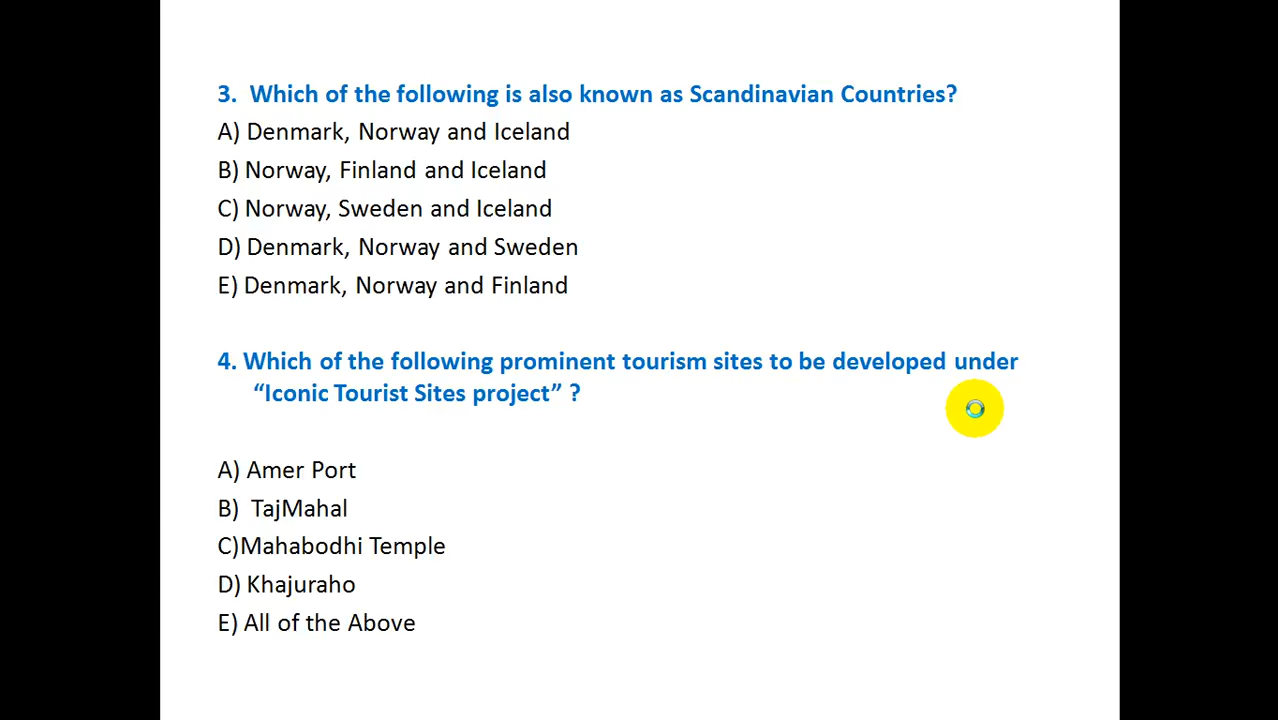 3. Which of the following is also known as Scandinavian Countries?
A) Denmark, Norway and Iceland
B) Norway, Finland and Iceland
C) Norway, Sweden and Iceland
D) Denmark, Norway and Sweden
E) Denmark, Norway and Finland
4. Which of the following prominent tourism sites to be developed under
“Iconic Tourist Sites project” ?
A) Amer Port
B) TajMahal
C)Mahabodhi Temple
D) Khajuraho
E) All of the Above